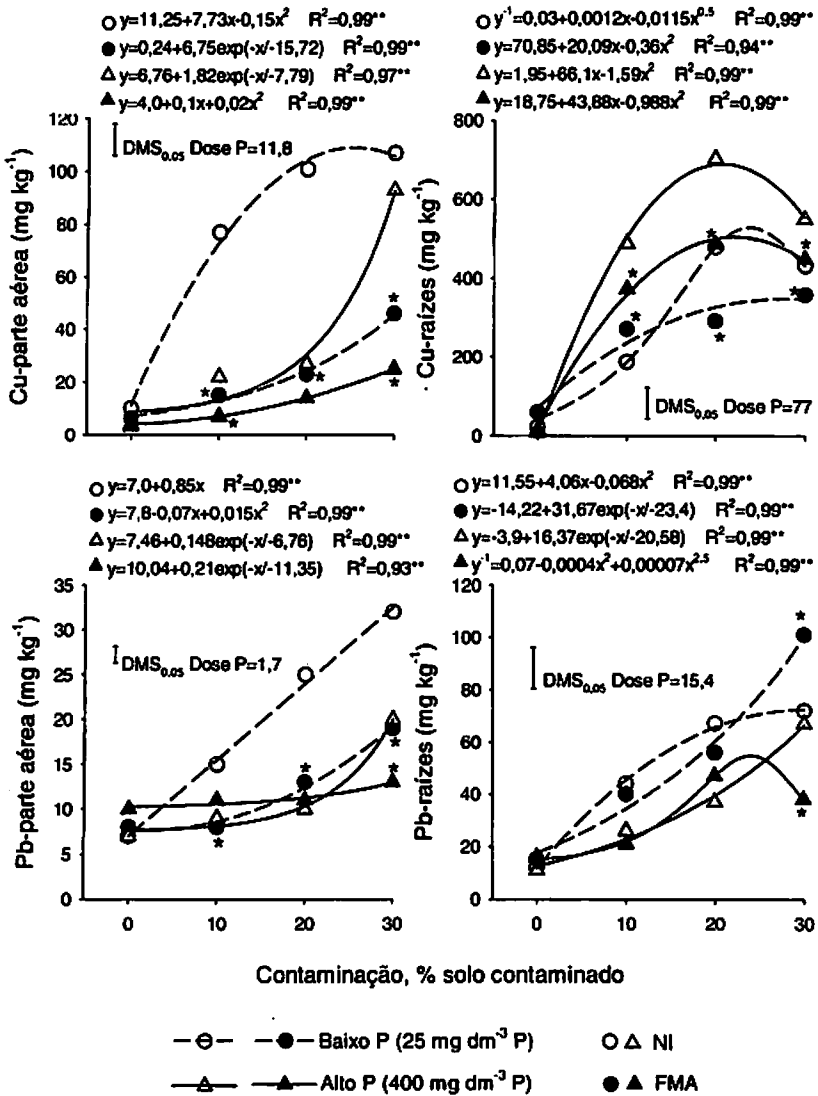 y=11,25+7,73x-0,15x² R²=0,99**
y=0,24+6,75exp(-x/-15,72) R²=0,99**
y=6,76+1,82exp(-x/-7,79) R²=0,97**
y=4,0+0,1x+0,02x² R²=0,99**
120
100
80
60
40
20
0
Cu-parte aérea (mg kg⁻¹)
DMS0.05 Dose P=11,8
*
*
*
*
*
y⁻¹=0,03+0,0012x-0,0115x⁰·⁵ R²=0,99**
y=70,85+20,09x-0,36x² R²=0,94**
y=1,95+66,1x-1,59x² R²=0,99**
y=18,75+43,88x-0,988x² R²=0,99**
800
600
400
200
0
Cu-raízes (mg kg⁻¹)
DMS0.05 Dose P=77
*
*
*
*
*
*
y=7,0+0,85x R²=0,99**
y=7,8-0,07x+0,015x² R²=0,99**
y=7,46+0,148exp(-x/-6,76) R²=0,99**
y=10,04+0,21exp(-x/-11,35) R²=0,93**
35
30
25
20
15
10
5
0
Pb-parte aérea (mg kg⁻¹)
DMS0.05 Dose P=1,7
*
*
*
*
0 10 20 30
y=11,55+4,06x-0,068x² R²=0,99**
y=-14,22+31,67exp(-x/-23,4) R²=0,99**
y=-3,9+16,37exp(-x/-20,58) R²=0,99**
y⁻¹=0,07-0,0004x²+0,00007x²·⁵ R²=0,99**
120
100
80
60
40
20
0
Pb-raízes (mg kg⁻¹)
DMS0.05 Dose P=15,4
*
*
0 10 20 30
Contaminação, % solo contaminado
Baixo P (25 mg dm⁻³ P) NI
Alto P (400 mg dm⁻³ P) FMA